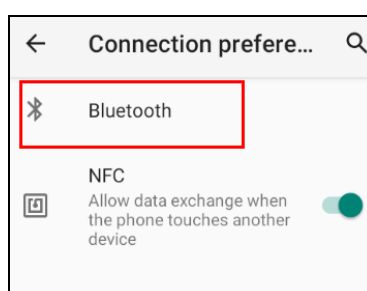 Connection prefere...
Bluetooth
NFC
Allow data exchange when
the phone touches another
device